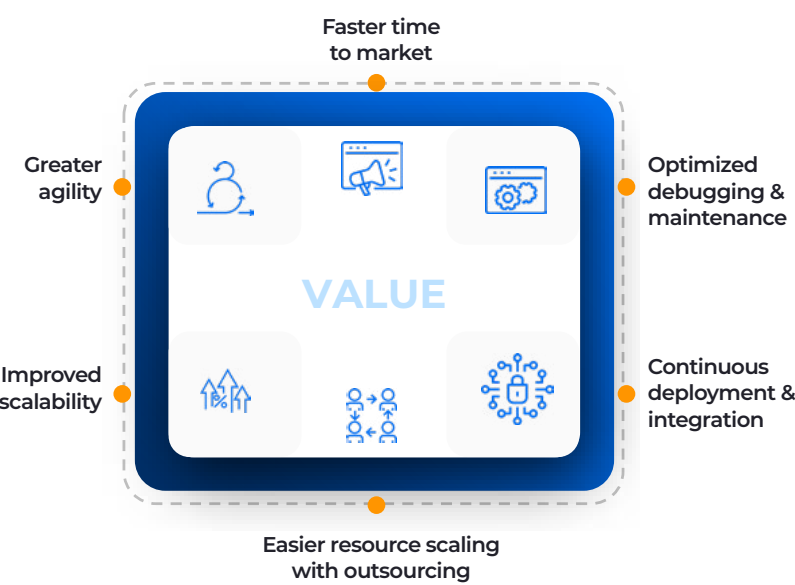 Faster time
to market
Greater
agility
Optimized
debugging &
maintenance
VALUE
Improved
scalability
%
Continuous
deployment &
integration
Easier resource scaling
with outsourcing